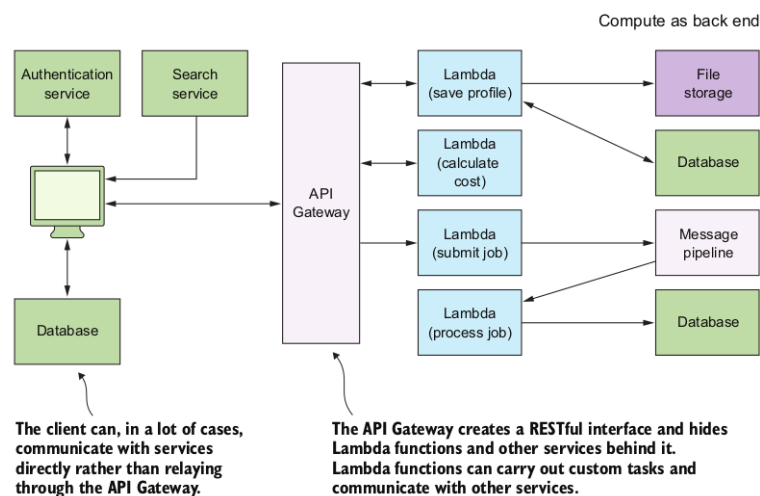 Compute as back end
Authentication
service
Search
service
API
Gateway
Lambda
(save profile)
File
storage
Lambda
(calculate
cost)
Database
Lambda
(submit job)
Message
pipeline
Database
Lambda
(process job)
Database
The client can, in a lot of cases,
communicate with services
directly rather than relaying
through the API Gateway.
The API Gateway creates a RESTful interface and hides
Lambda functions and other services behind it.
Lambda functions can carry out custom tasks and
communicate with other services.